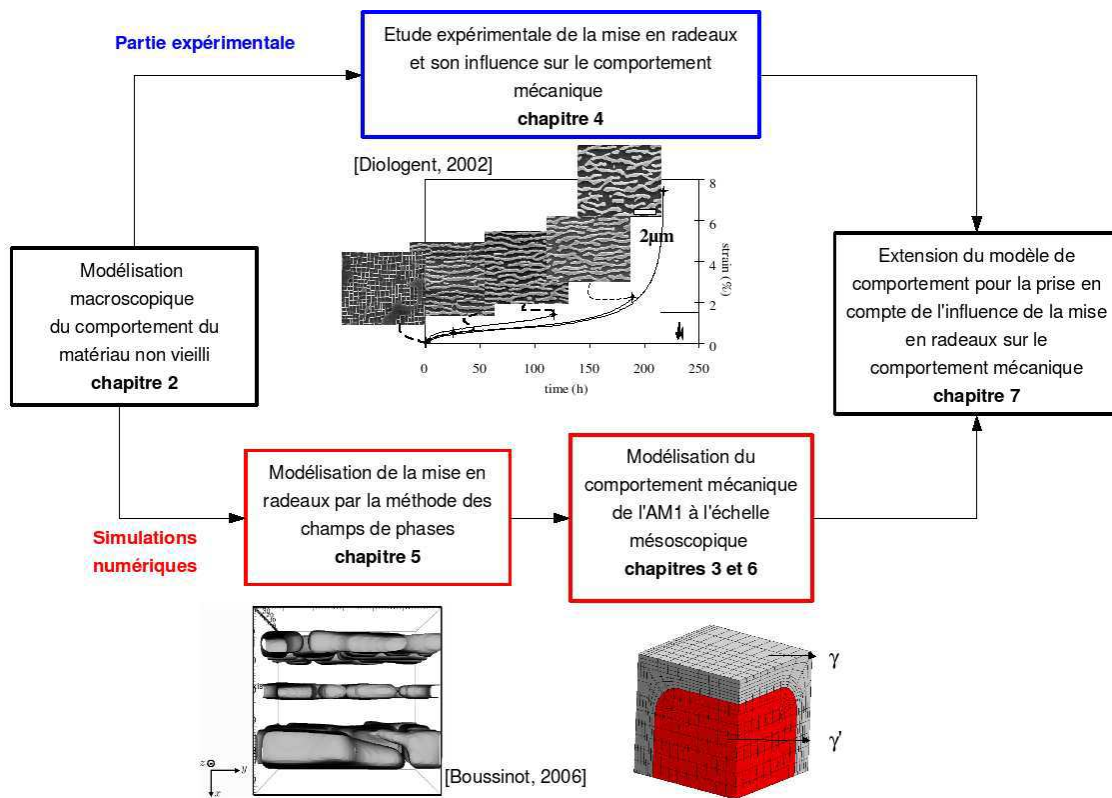 Partie expérimentale
Etude expérimentale de la mise en radeaux
et son influence sur le comportement
mécanique
chapitre 4
[Diologent, 2002]
8
6
4
2
0
strain (%)
2µm
0
50
100
150
200
250
time (h)
Modélisation
macroscopique
du comportement du
matériau non vieilli
chapitre 2
Extension du modèle de
comportement pour la prise en
compte de l'influence de la mise
en radeaux sur le
comportement mécanique
chapitre 7
Simulations
numériques
Modélisation de la mise en
radeaux par la méthode des
champs de phases
chapitre 5
Modélisation du
comportement mécanique
de l'AM1 à l'échelle
mésoscopique
chapitres 3 et 6
z
y
x
[Boussinot, 2006]
γ
γ'